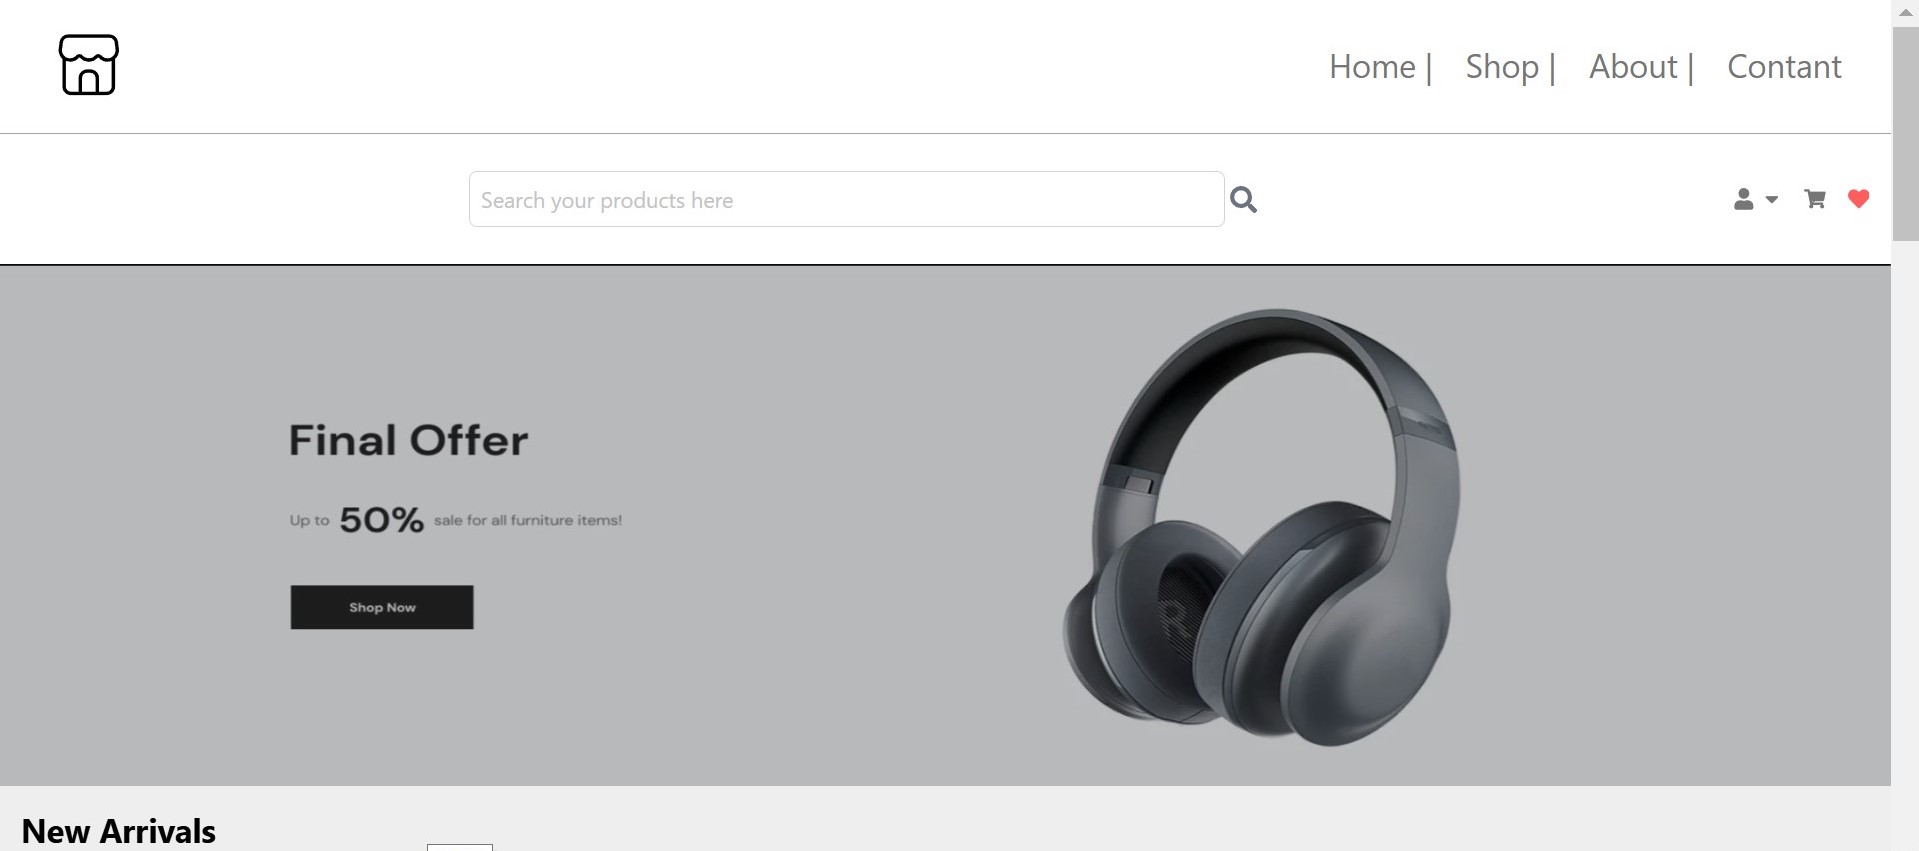 Home | Shop | About | Contant
Search your products here
Final Offer
Up to 50% sale for all furniture items!
Shop Now
R
New Arrivals